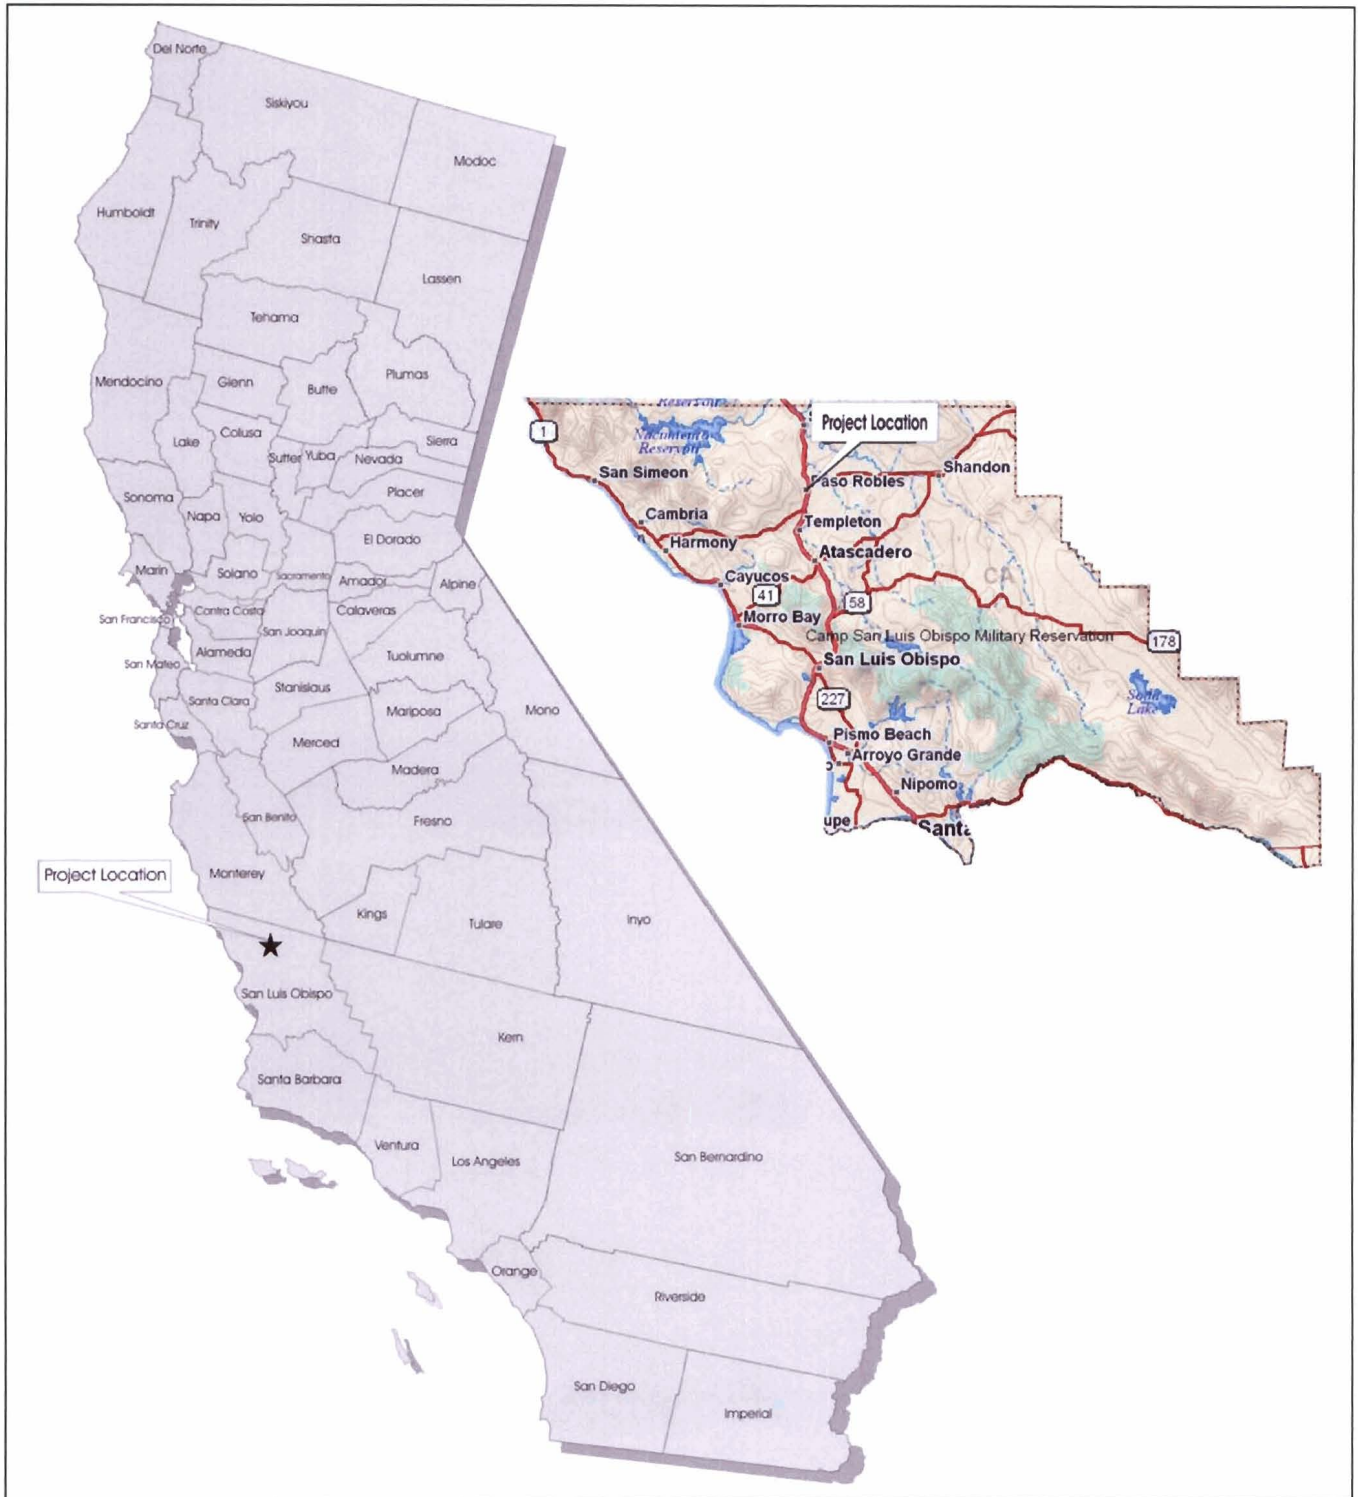 Del Norte
Siskiyou
Modoc
Humboldt
Trinity
Shasta
Lassen
Tehama
Mendocino
Glenn
Butte
Plumas
Lake
Colusa
Sutter
Yuba
Nevada
Sierra
Placer
Sonoma
Napa
Yolo
El Dorado
Marin
Solano
Sacramento
Amador
Alpine
San Francisco
Contra Costa
Calaveras
San Joaquin
Alameda
San Mateo
Tuolumne
Stanislaus
Santa Clara
Mono
Mariposa
Santa Cruz
Merced
Madera
San Benito
Fresno
Monterey
Project Location
Kings
Tulare
Inyo
San Luis Obispo
Kern
Santa Barbara
Ventura
Los Angeles
San Bernardino
Orange
Riverside
San Diego
Imperial
Reservoir
1
Nacimiento
Reservoir
Project Location
San Simeon
Shandon
Paso Robles
Cambria
Templeton
Harmony
Atascadero
Cayucos
CA
41
58
Morro Bay
Camp San Luis Obispo Military Reservation
178
San Luis Obispo
227
Soda
Lake
Pismo Beach
Arroyo Grande
Nipomo
upe
Santa